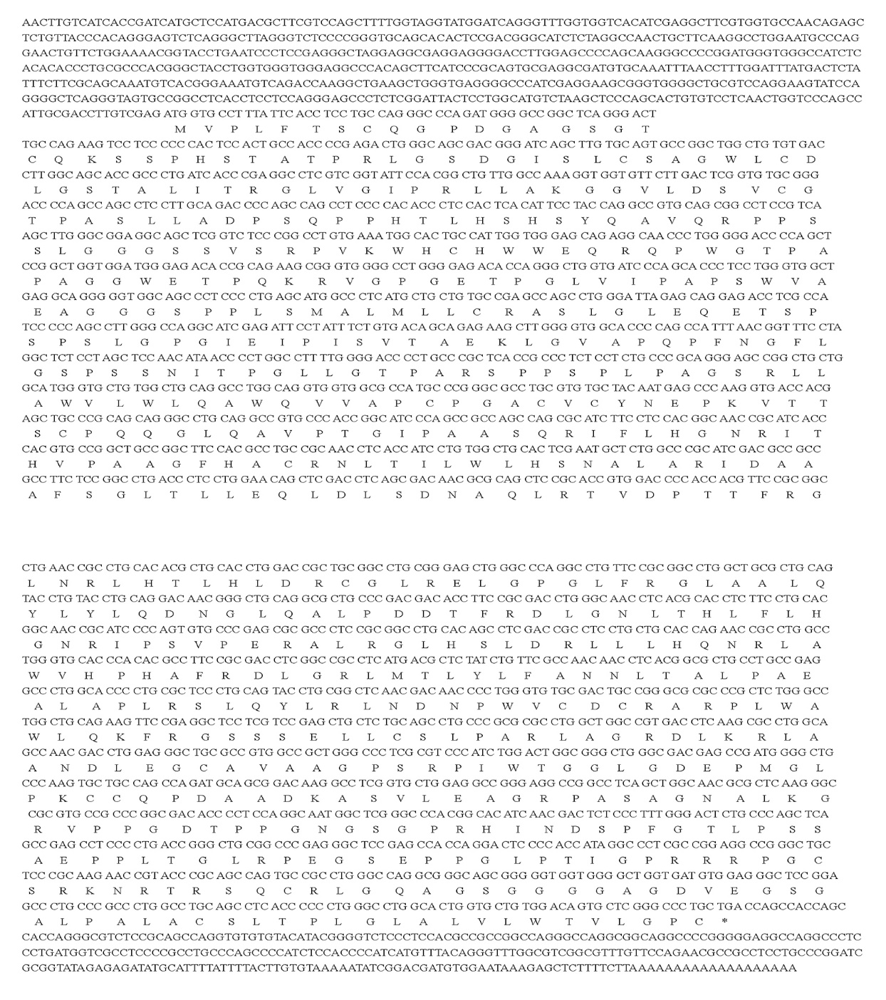 AACTTGTCATCACCGATCATGCTCCATGACGCTTCGTCCAGCTTTTGGTAGGTATGGATCAGGGTTTGGTGGTCACATCGAGGCTTCGTGGTGCCAACAGAGC
TCTGTTACCCACAGGGAGTCTCAGGGCTTAGGGTCTCCCCGGGTGCAGCACACTCCGACGGGCATCTCTAGGCCAACTGCTTCAAGGCCTGGAATGCCCAG
GAACTGTTCTGGAAAACGGTACCTGAATCCCTCCGAGGGCTAGGAGGCGAGGAGGGGACCTTGGAGCCCCAGCAAGGGCCCCGGATGGGTGGGCCATCTC
ACACACCCTGCGCCCACGGGCTACCTGGTGGGTGGGAGGCCCACAGCTTCATCCCGCAGTGCGAGGCGATGTGCAAATTTAACCTTTGGATTTATGACTCTA
TTTCTTCGCAGCAAATGTCACGGGAAATGTCAGACCAAGGCTGAAGCTGGGTGAGGGGCCCATCGAGGAAGCGGGTGGGGCTGCGTCCAGGAAGTATCCA
GGGGCTCAGGGTAGTGCCGGCCTCACCTCCTCCAGGGAGCCCTCTCGGATTACTCCTGGCATGTCTAAGCTCCCAGCACTGTGTCCTCAACTGGTCCCAGCC
ATTGCGACCTTGTCGAG ATG GTG CCT TTA TTC ACC TCC TGC CAG GGC CCA GAT GGG GCC GGC TCA GGG ACT
M V P L F T S C Q G P D G A G S G T
TGC CAG AAG TCC TCC CCC CAC TCC ACT GCC ACC CCG AGA CTG GGC AGC GAC GGG ATC AGC TTG TGC AGT GCC GGC TGG CTG TGT GAC
C Q K S S P H S T A T P R L G S D G I S L C S A G W L C D
CTT GGC AGC ACC GCC CTG ATC ACC CGA GGC CTC GTC GGT ATT CCA CGG CTG TTG GCC AAA GGT GGT GTT CTT GAC TCG GTG TGC GGG
L G S T A L I T R G L V G I P R L L A K G G V L D S V C G
ACC CCA GCC AGC CTC CTT GCA GAC CCC AGC CAG CCT CCC CAC ACC CTC CAC TCA CAT TCC TAC CAG GCC GTG CAG CGG CCT CCG TCA
T P A S L L A D P S Q P P H T L H S H S Y Q A V Q R P P S
AGC TTG GGC GGA GGC AGC TCG GTC TCC CGG CCT GTG AAA TGG CAC TGC CAT TGG TGG GAG CAG AGG CAA CCC TGG GGG ACC CCA GCT
S L G G G S S V S R P V K W H C H W W E Q R Q P W G T P A
CCG GCT GGT GGA TGG GAG ACA CCG CAG AAG CGG GTG GGG CCT GGG GAG ACA CCA GGG CTG GTG ATC CCA GCA CCC TCC TGG GTG GCT
P A G G W E T P Q K R V G P G E T P G L V I P A P S W V A
GAG GCA GGG GGT GGC AGC CCT CCC CTG AGC ATG GCC CTC ATG CTG CTG TGC CGA GCC AGC CTG GGA TTA GAG CAG GAG ACC TCG CCA
E A G G G S P P L S M A L M L L C R A S L G L E Q E T S P
TCC CCC AGC CTT GGG CCA GGC ATC GAG ATT CCT ATT TCT GTG ACA GCA GAG AAG CTT GGG GTG GCA CCC CAG CCA TTT AAC GGT TTC CTA
S P S L G P G I E I P I S V T A E K L G V A P Q P F N G F L
GGC TCT CCT AGC TCC AAC ATA ACC CCT GGC CTT TTG GGG ACC CCT GCC CGC TCA CCG CCC TCT CCT CTG CCC GCA GGG AGC CGG CTG CTG
G S P S S N I T P G L L G T P A R S P P S P L P A G S R L L
GCA TGG GTG CTG TGG CTG CAG GCC TGG CAG GTG GTG GCG CCA TGC CCG GGC GCC TGC GTG TGC TAC AAT GAG CCC AAG GTG ACC ACG
A W V L W L Q A W Q V V A P C P G A C V C Y N E P K V T T
AGC TGC CCG CAG CAG GGC CTG CAG GCC GTG CCC ACC GGC ATC CCA GCC GCC AGC CAG CGC ATC TTC CTC CAC GGC AAC CGC ATC ACC
S C P Q Q G L Q A V P T G I P A A S Q R I F L H G N R I T
CAC GTG CCG GCT GCC GGC TTC CAC GCC TGC CGC AAC CTC ACC ATC CTG TGG CTG CAC TCG AAT GCT CTG GCC CGC ATC GAC GCC GCC
H V P A A G F H A C R N L T I L W L H S N A L A R I D A A
GCC TTC TCC GGC CTG ACC CTC CTG GAA CAG CTC GAC CTC AGC GAC AAC GCG CAG CTC CGC ACC GTG GAC CCC ACC ACG TTC CGC GGC
A F S G L T L L E Q L D L S D N A Q L R T V D P T T F R G
CTG AAC CGC CTG CAC ACG CTG CAC CTG GAC CGC TGC GGC CTG CGG GAG CTG GGC CCA GGC CTG TTC CGC GGC CTG GCT GCG CTG CAG
L N R L H T L H L D R C G L R E L G P G L F R G L A A L Q
TAC CTG TAC CTG CAG GAC AAC GGG CTG CAG GCG CTG CCC GAC GAC ACC TTC CGC GAC CTG GGC AAC CTC ACG CAC CTC TTC CTG CAC
Y L Y L Q D N G L Q A L P D D T F R D L G N L T H L F L H
GGC AAC CGC ATC CCC AGT GTG CCC GAG CGC GCC CTC CGC GGC CTG CAC AGC CTC GAC CGC CTC CTG CTG CAC CAG AAC CGC CTG GCC
G N R I P S V P E R A L R G L H S L D R L L L H Q N R L A
TGG GTG CAC CCA CAC GCC TTC CGC GAC CTC GGC CGC CTC ATG ACG CTC TAT CTG TTC GCC AAC AAC CTC ACG GCG CTG CCT GCC GAG
W V H P H A F R D L G R L M T L Y L F A N N L T A L P A E
GCC CTG GCA CCC CTG CGC TCC CTG CAG TAC CTG CGG CTC AAC GAC AAC CCC TGG GTG TGC GAC TGC CGG GCG CGC CCG CTC TGG GCC
A L A P L R S L Q Y L R L N D N P W V C D C R A R P L W A
TGG CTG CAG AAG TTC CGA GGC TCC TCG TCC GAG CTG CTC TGC AGC CTG CCC GCG CGC CTG GCT GGC CGT GAC CTC AAG CGC CTG GCA
W L Q K F R G S S S E L L C S L P A R L A G R D L K R L A
GCC AAC GAC CTG GAG GGC TGC GCC GTG GCC GCT GGG CCC TCG CGT CCC ATC TGG ACT GGC GGG CTG GGC GAC GAG CCG ATG GGG CTG
A N D L E G C A V A A G P S R P I W T G G L G D E P M G L
CCC AAG TGC TGC CAG CCA GAT GCA GCG GAC AAG GCC TCG GTG CTG GAG GCC GGG AGG CCG GCC TCA GCT GGC AAC GCG CTC AAG GGC
P K C C Q P D A A D K A S V L E A G R P A S A G N A L K G
CGC GTG CCG CCC GGC GAC ACC CCT CCA GGC AAT GGC TCG GGC CCA CGG CAC ATC AAC GAC TCT CCC TTT GGG ACT CTG CCC AGC TCA
R V P P G D T P P G N G S G P R H I N D S P F G T L P S S
GCC GAG CCT CCC CTG ACC GGG CTG CGG CCC GAG GGC TCC GAG CCA CCA GGA CTC CCC ACC ATA GGC CCT CGC CGG AGG CCG GGC TGC
A E P P L T G L R P E G S E P P G L P T I G P R R R P G C
TCC CGC AAG AAC CGT ACC CGC AGC CAG TGC CGC CTG GGC CAG GCG GGC AGC GGG GGT GGT GGG GCT GGT GAT GTG GAG GGC TCC GGA
S R K N R T R S Q C R L G Q A G S G G G G A G D V E G S G
GCC CTG CCC GCC CTG GCC TGC AGC CTC ACC CCC CTG GGC CTG GCA CTG GTG CTG TGG ACA GTG CTC GGG CCC TGC TGACCAGCCACCAGC
A L P A L A C S L T P L G L A L V L W T V L G P C *
CACCAGGGCGTCTCCGCAGCCAGGTGTGTGTACATACGGGGTCTCCCTCCACGCCGCCGGCCAGGGCCAGGCGGCAGGCCCCGGGGGAGGCCAGGCCCTC
CCTGATGGTCGCCTCCCCGCCTGCCCAGCCCCATCTCCACCCCATCATGTTTACAGGGTTTGGCGTCGGCGTTTGTTCCAGAACGCCGCCTCCTGCCCGGATC
GCGGTATAGAGAGATATGCATTTTATTTTACTTGTGTAAAAATATCGGACGATGTGGAATAAAGAGCTCTTTTCTTAAAAAAAAAAAAAAAAAAA